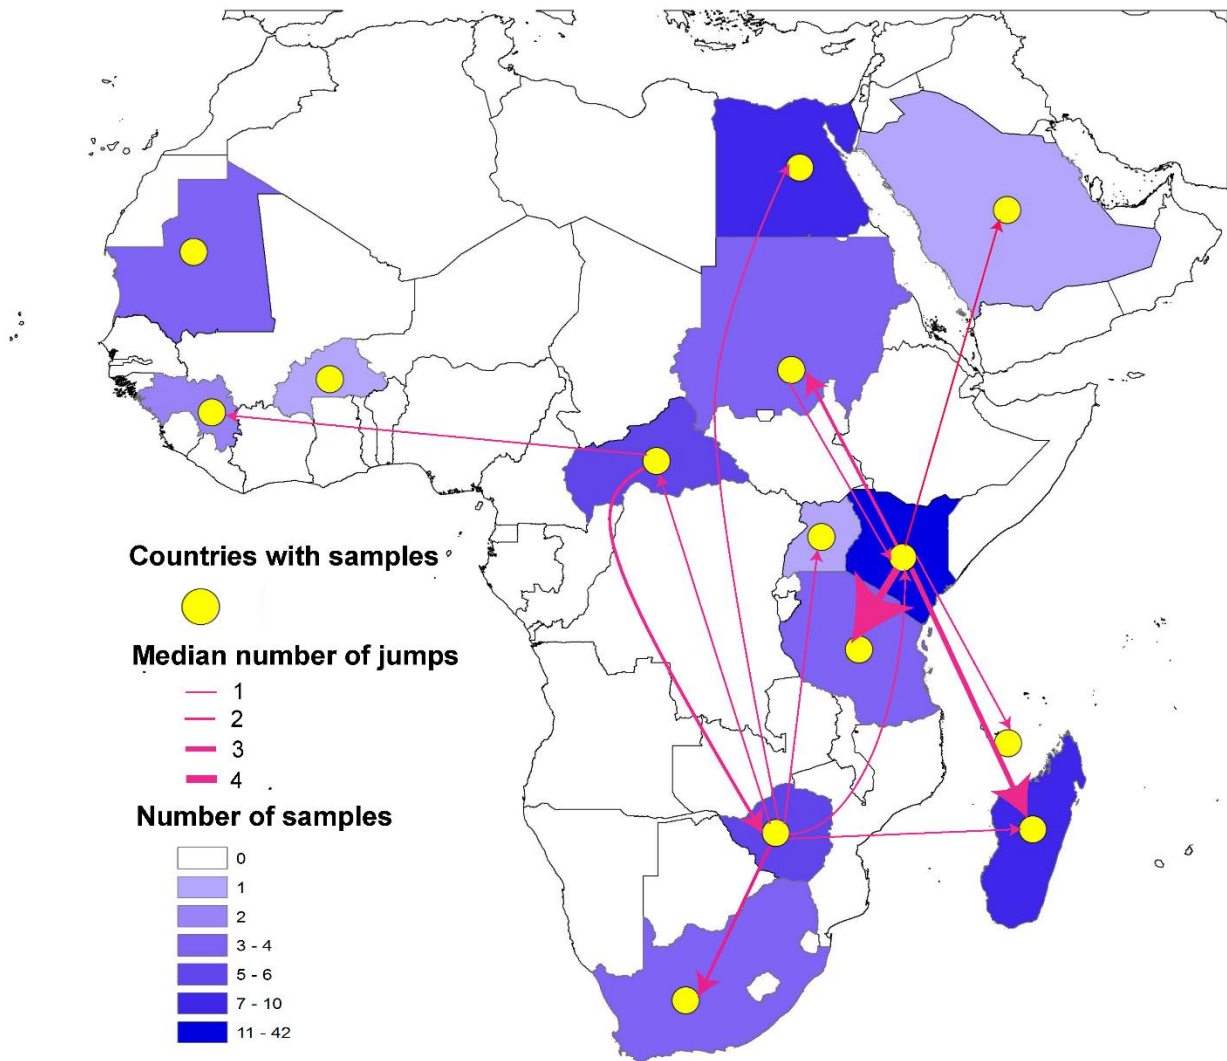 Countries with samples
Median number of jumps
1
2
3
4
Number of samples
0
1
2
3 - 4
5 - 6
7 - 10
11 - 42